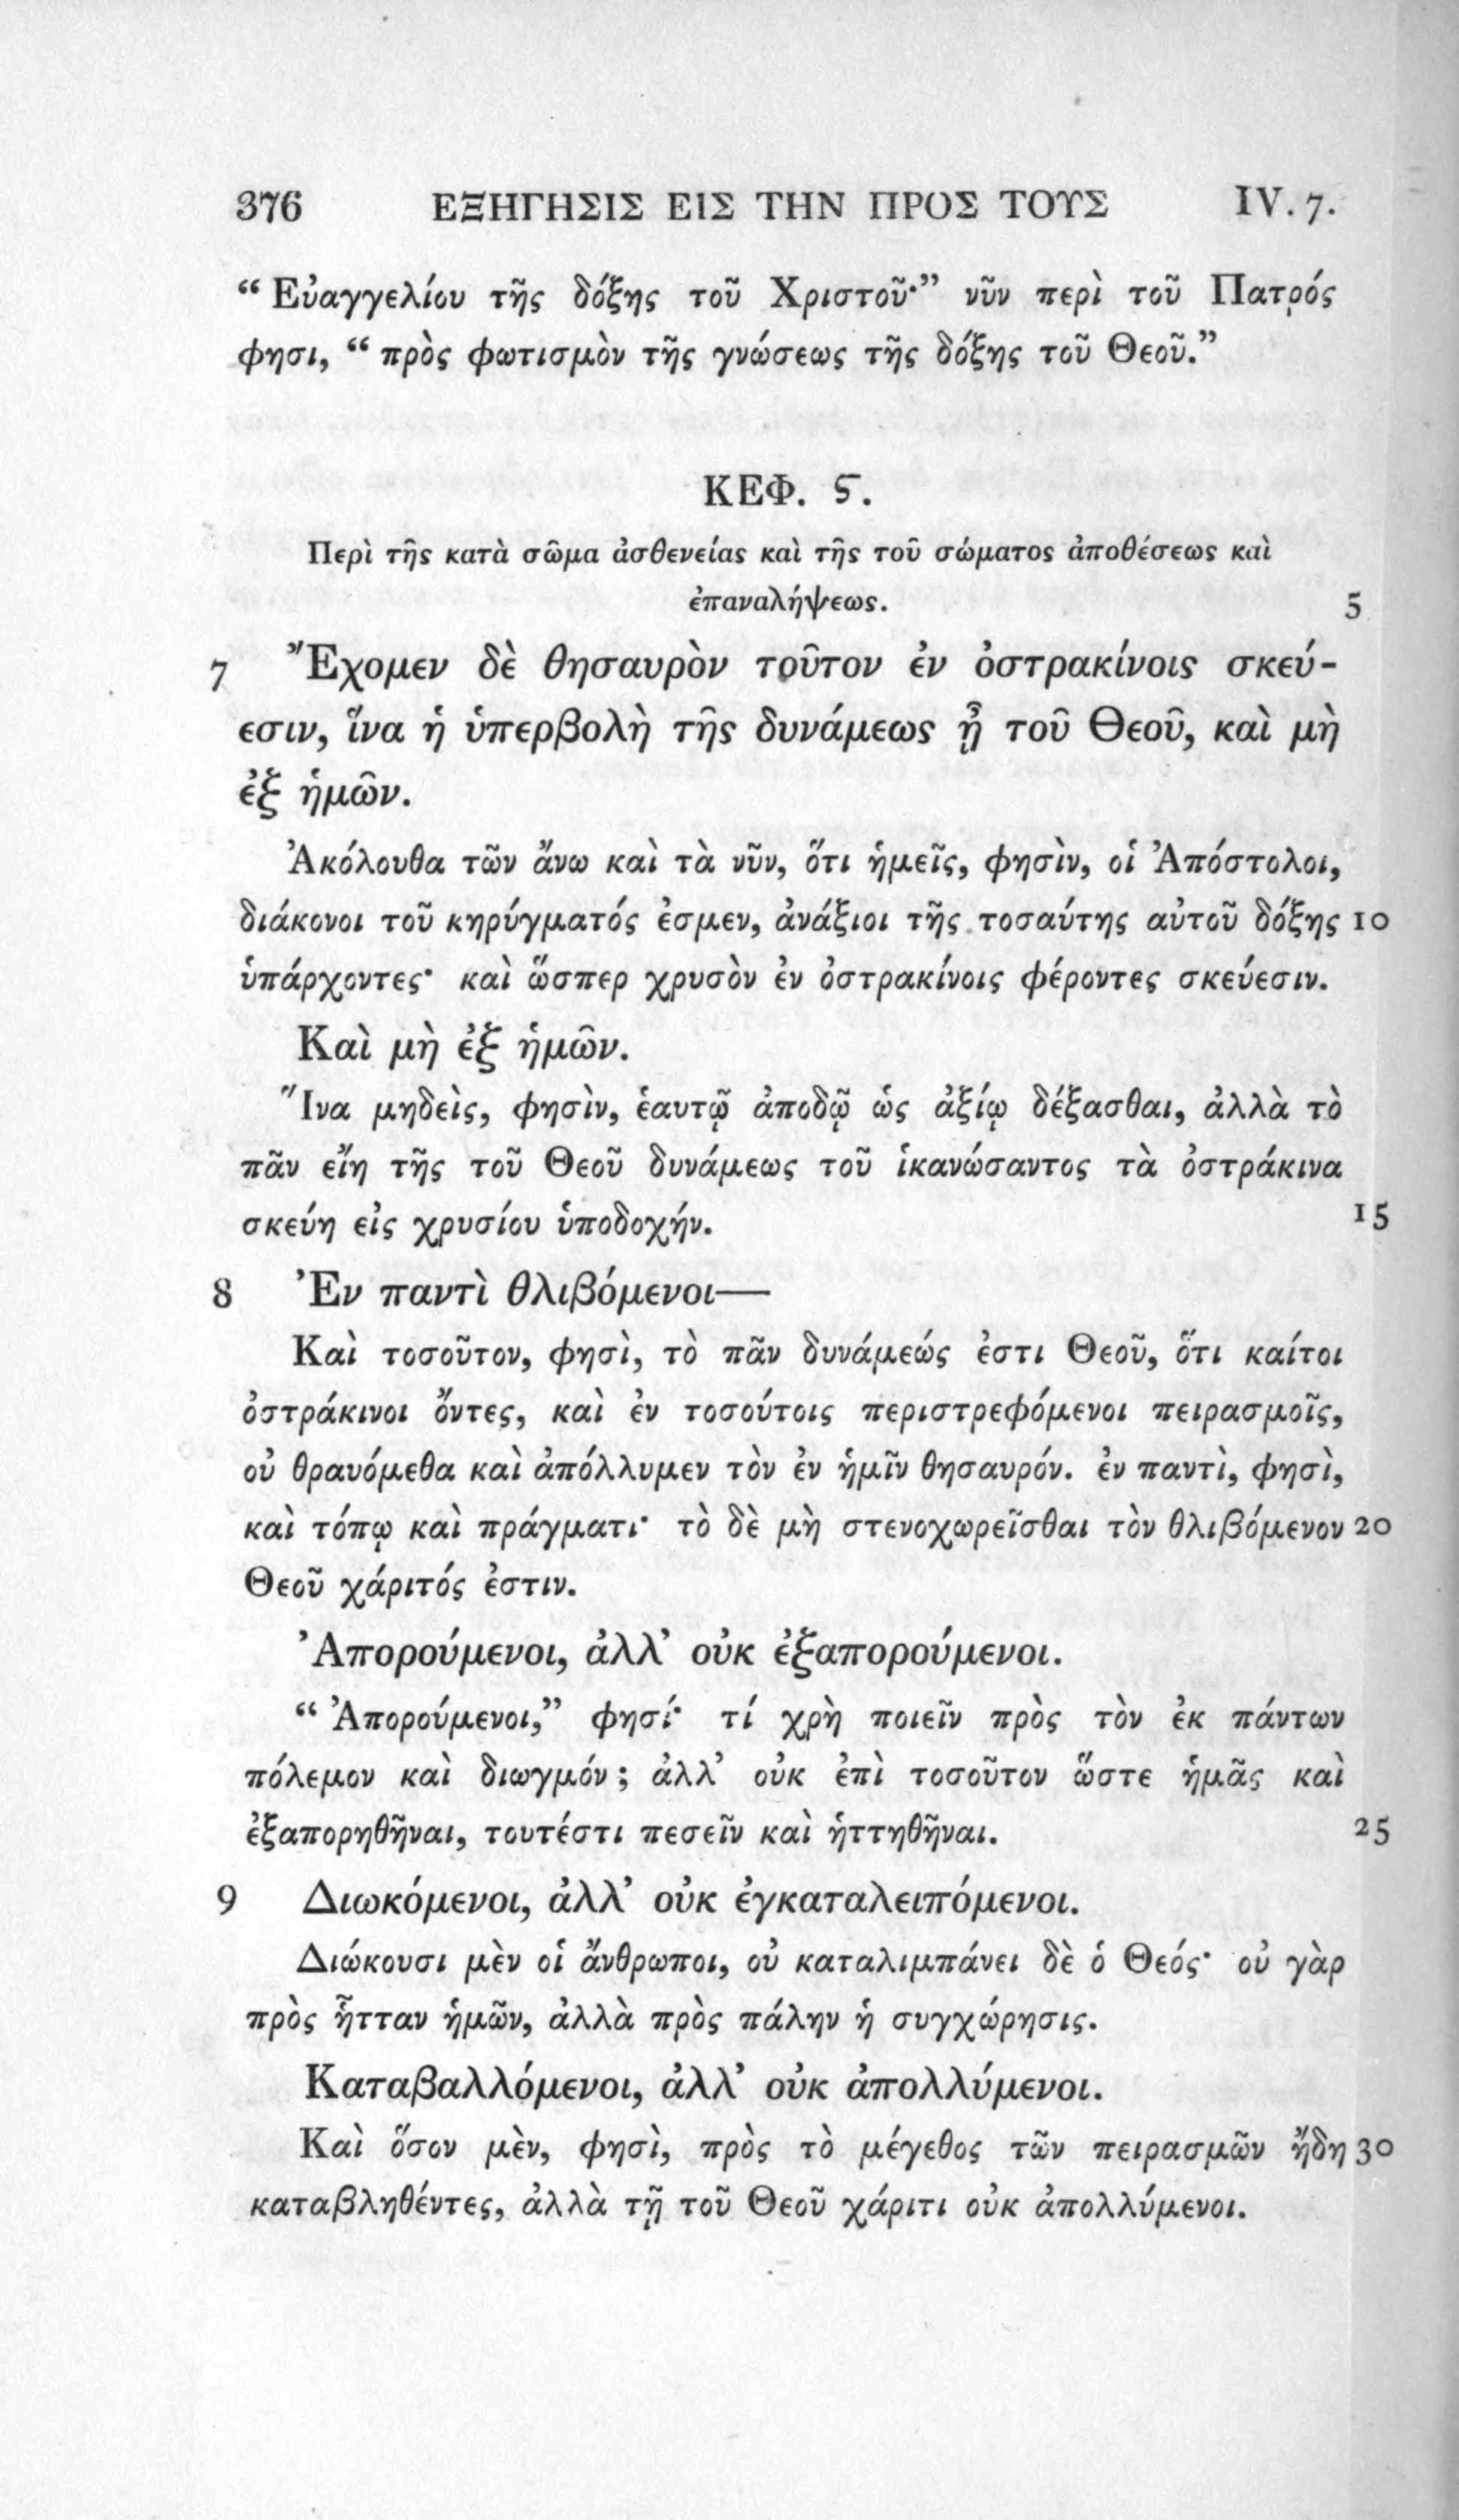 376 ΕΞΗΓΗΣΙΣ ΕΙΣ ΤΗΝ ΠΡΟΣ ΤΟΥΣ IV. 7.
“ Εὐαγγελίου τῆς δόξης τοῦ Χριστοῦ·” νῦν περὶ τοῦ Πατρός
φησι, “ πρὸς φωτισμὸν τῆς γνώσεως τῆς δόξης τοῦ Θεοῦ.”
ΚΕΦ. ϛ.
Περὶ τῆς κατὰ σῶμα ἀσθενείας καὶ τῆς τοῦ σώματος ἀποθέσεως καὶ
ἐπαναλήψεως. 5
7 Ἔχομεν δὲ θησαυρὸν τοῦτον ἐν ὀστρακίνοις σκεύ-
εσιν, ἵνα ἡ ὑπερβολὴ τῆς δυνάμεως ᾖ τοῦ Θεοῦ, καὶ μὴ
ἐξ ἡμῶν.
Ἀκόλουθα τῶν ἄνω καὶ τὰ νῦν, ὅτι ἡμεῖς, φησὶν, οἱ Ἀπόστολοι,
διάκονοι τοῦ κηρύγματός ἐσμεν, ἀνάξιοι τῆς τοσαύτης αὐτοῦ δόξης 10
ὑπάρχοντες· καὶ ὥσπερ χρυσὸν ἐν ὀστρακίνοις φέροντες σκεύεσιν.
Καὶ μὴ ἐξ ἡμῶν.
Ἵνα μηδεὶς, φησὶν, ἑαυτῷ ἀποδῷ ὡς ἀξίῳ δέξασθαι, ἀλλὰ τὸ
πᾶν εἴη τῆς τοῦ Θεοῦ δυνάμεως τοῦ ἱκανώσαντος τὰ ὀστράκινα
σκεύη εἰς χρυσίου ὑποδοχήν. 15
8 Ἐν παντὶ θλιβόμενοι—
Καὶ τοσοῦτον, φησὶ, τὸ πᾶν δυνάμεώς ἐστι Θεοῦ, ὅτι καίτοι
ὀστράκινοι ὄντες, καὶ ἐν τοσούτοις περιστρεφόμενοι πειρασμοῖς,
οὐ θραυόμεθα καὶ ἀπόλλυμεν τὸν ἐν ἡμῖν θησαυρόν. ἐν παντὶ, φησὶ,
καὶ τόπῳ καὶ πράγματι· τὸ δὲ μὴ στενοχωρεῖσθαι τὸν θλιβόμενον 20
Θεοῦ χάριτός ἐστιν.
Ἀπορούμενοι, ἀλλ’ οὐκ ἐξαπορούμενοι.
“ Ἀπορούμενοι,” φησί· τί χρὴ ποιεῖν πρὸς τὸν ἐκ πάντων
πόλεμον καὶ διωγμόν ; ἀλλ’ οὐκ ἐπὶ τοσοῦτον ὥστε ἡμᾶς καὶ
ἐξαπορηθῆναι, τουτέστι πεσεῖν καὶ ἡττηθῆναι. 25
9 Διωκόμενοι, ἀλλ’ οὐκ ἐγκαταλειπόμενοι.
Διώκουσι μὲν οἱ ἄνθρωποι, οὐ καταλιμπάνει δὲ ὁ Θεός· οὐ γὰρ
πρὸς ἧτταν ἡμῶν, ἀλλὰ πρὸς πάλην ἡ συγχώρησις.
Καταβαλλόμενοι, ἀλλ’ οὐκ ἀπολλύμενοι.
Καὶ ὅσον μὲν, φησὶ, πρὸς τὸ μέγεθος τῶν πειρασμῶν ἤδη 30
καταβληθέντες, ἀλλὰ τῇ τοῦ Θεοῦ χάριτι οὐκ ἀπολλύμενοι.